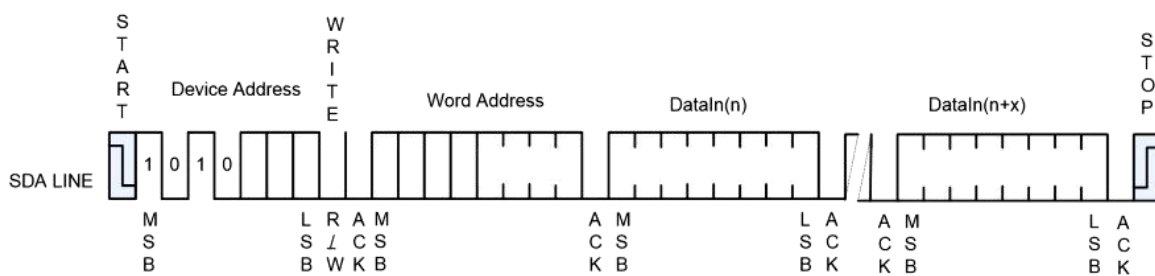 START
WRITE
STOP
Device Address
Word Address
DataIn(n)
DataIn(n+x)
1 0 1 0
SDA LINE
MSB
LSB
R/W
ACK
MSB
ACK
MSB
LSB
ACK
ACK
MSB
LSB
ACK